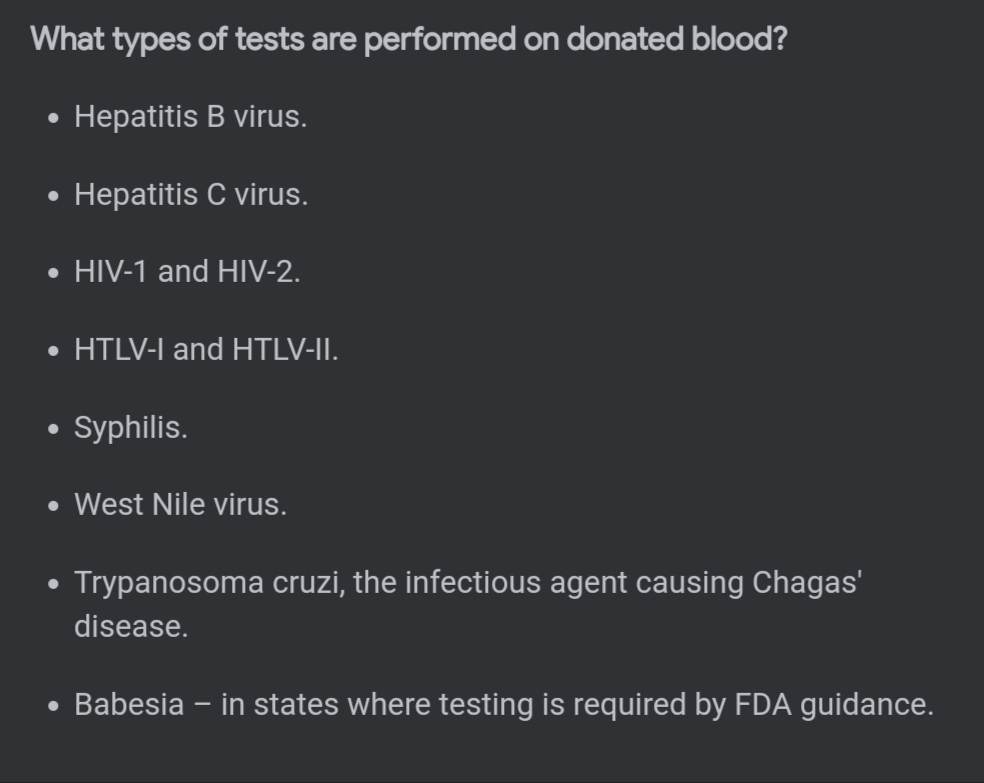 What types of tests are performed on donated blood?
• Hepatitis B virus.
• Hepatitis C virus.
• HIV-1 and HIV-2.
• HTLV-I and HTLV-II.
• Syphilis.
• West Nile virus.
• Trypanosoma cruzi, the infectious agent causing Chagas'
disease.
• Babesia – in states where testing is required by FDA guidance.